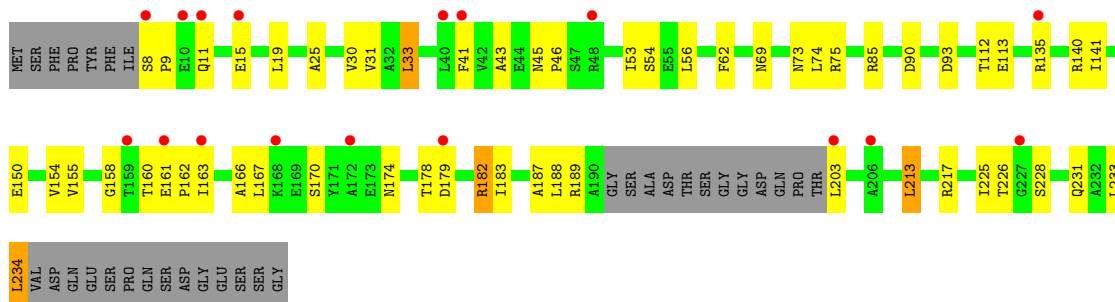 MET SER PHE PRO PRO TYR PHE ILE S8 P9 E10 Q11 E15 L19 A25 V30 V31 A32 L33 L40 F41 V42 A43 E44 N45 P46 S47 R48 I53 S54 E55 L56 F62 N69 N73 L74 R75 R85 D90 D93 T112 E113 R135 R140 I141
E150 V154 V155 G158 T159 T160 E161 P162 I163 A166 L167 K168 E169 S170 Y171 A172 E173 N174 T178 D179 R182 I183 A187 L188 R189 A190 GLY SER ALA ASP THR SER GLY GLY ASP GLN PRO THR L203 A206 L213 R217 I225 T226 G227 S228 Q231 A232 L233
L234 VAL ASP GLN GLU SER PRO GLN SER ASP GLY GLU SER SER GLY